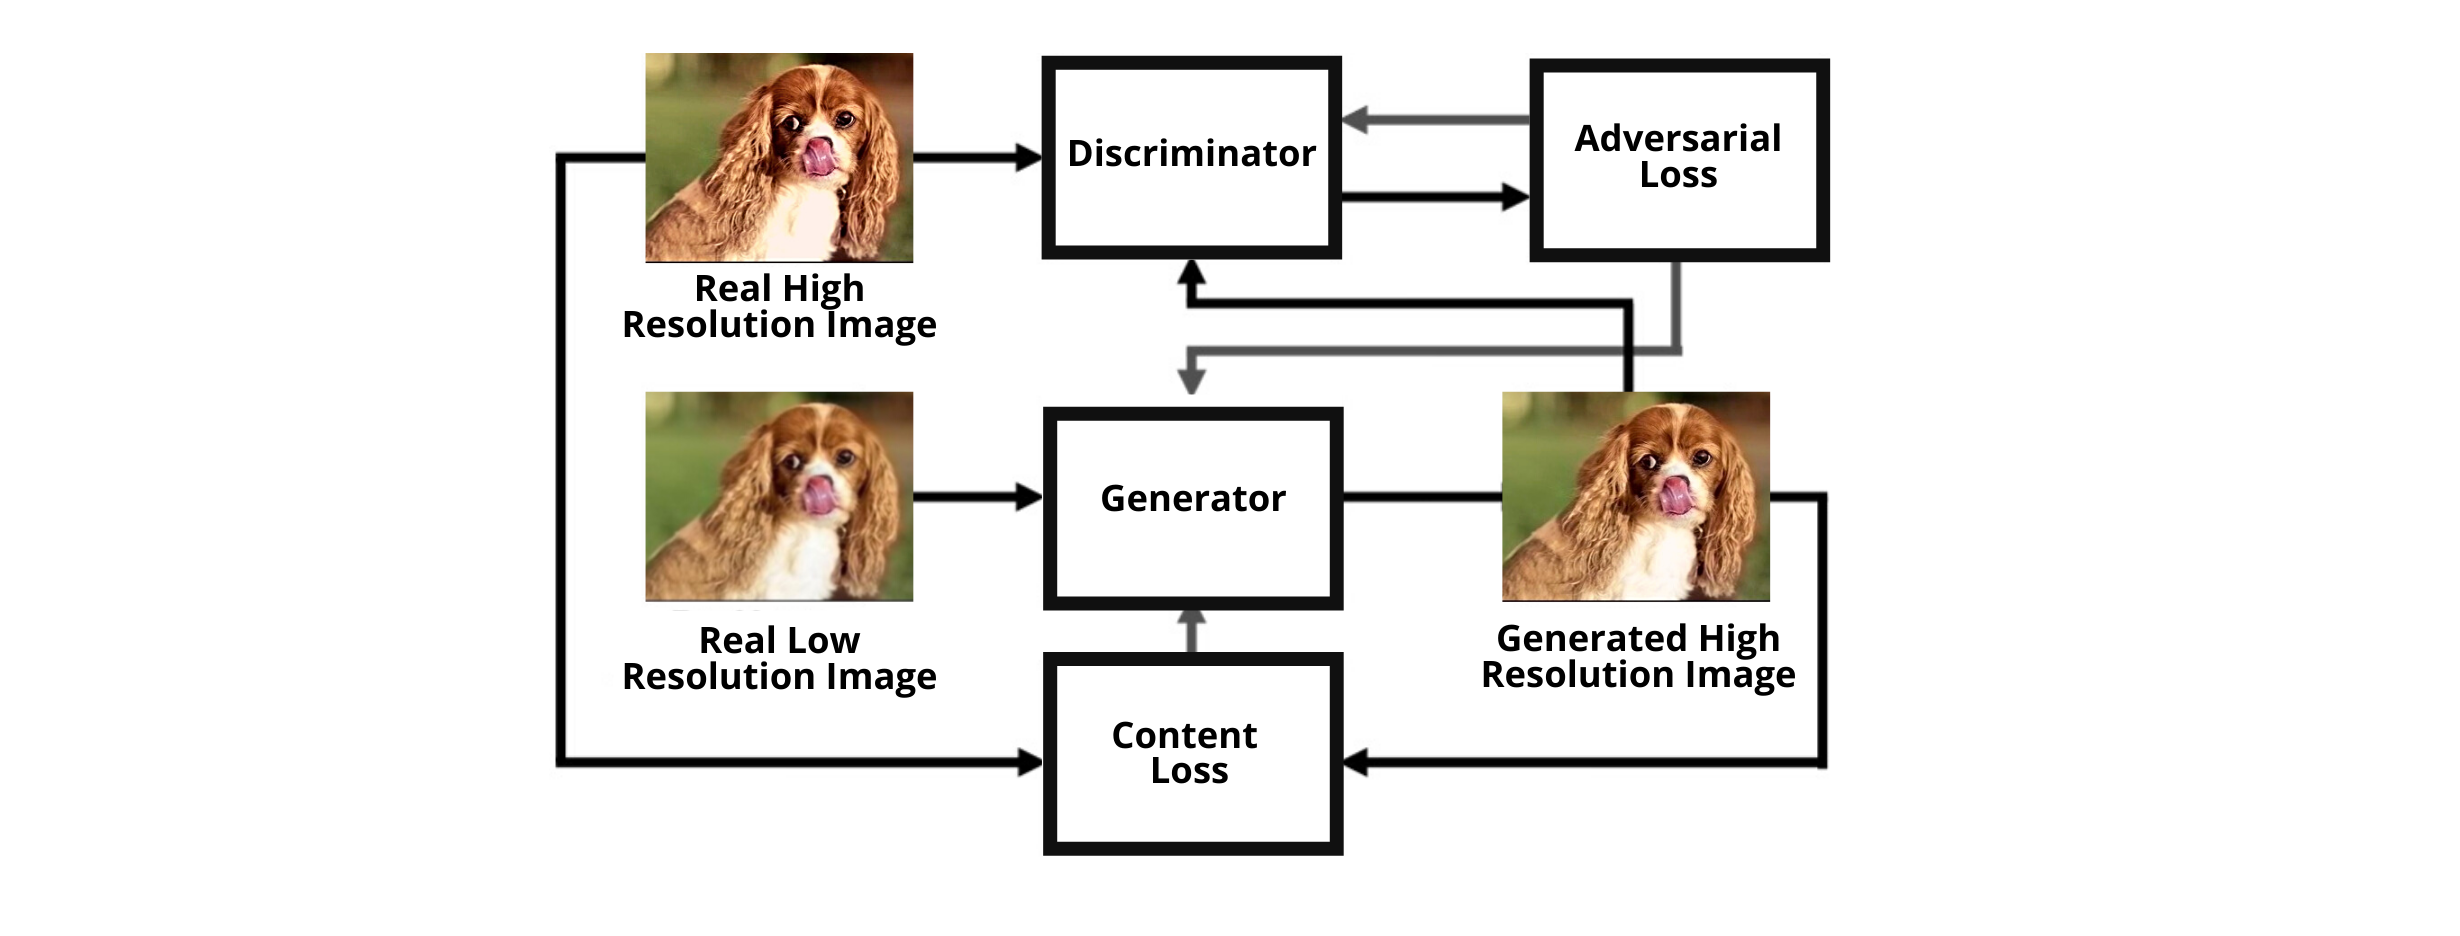 Discriminator
Adversarial
Loss
Real High
Resolution Image
Generator
Real Low
Resolution Image
Generated High
Resolution Image
Content
Loss